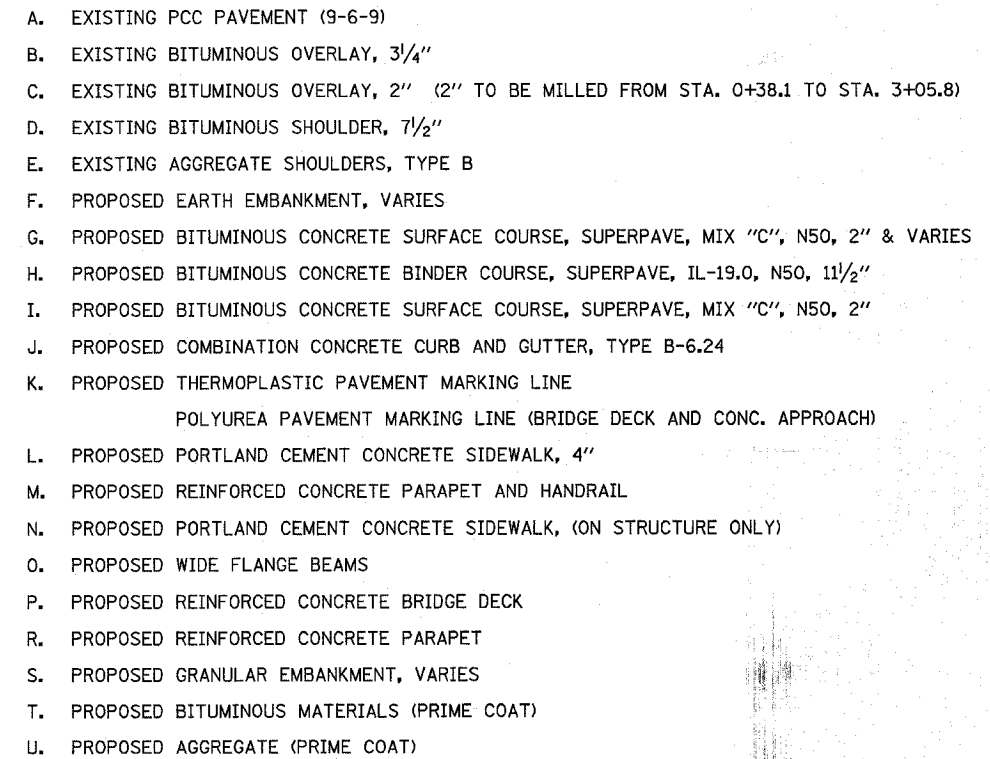 A. EXISTING PCC PAVEMENT (9-6-9)
B. EXISTING BITUMINOUS OVERLAY, 3 1/4"
C. EXISTING BITUMINOUS OVERLAY, 2" (2" TO BE MILLED FROM STA. 0+38.1 TO STA. 3+05.8)
D. EXISTING BITUMINOUS SHOULDER, 7 1/2"
E. EXISTING AGGREGATE SHOULDERS, TYPE B
F. PROPOSED EARTH EMBANKMENT, VARIES
G. PROPOSED BITUMINOUS CONCRETE SURFACE COURSE, SUPERPAVE, MIX "C", N50, 2" & VARIES
H. PROPOSED BITUMINOUS CONCRETE BINDER COURSE, SUPERPAVE, IL-19.0, N50, 11 1/2"
I. PROPOSED BITUMINOUS CONCRETE SURFACE COURSE, SUPERPAVE, MIX "C", N50, 2"
J. PROPOSED COMBINATION CONCRETE CURB AND GUTTER, TYPE B-6.24
K. PROPOSED THERMOPLASTIC PAVEMENT MARKING LINE
POLYUREA PAVEMENT MARKING LINE (BRIDGE DECK AND CONC. APPROACH)
L. PROPOSED PORTLAND CEMENT CONCRETE SIDEWALK, 4"
M. PROPOSED REINFORCED CONCRETE PARAPET AND HANDRAIL
N. PROPOSED PORTLAND CEMENT CONCRETE SIDEWALK, (ON STRUCTURE ONLY)
O. PROPOSED WIDE FLANGE BEAMS
P. PROPOSED REINFORCED CONCRETE BRIDGE DECK
R. PROPOSED REINFORCED CONCRETE PARAPET
S. PROPOSED GRANULAR EMBANKMENT, VARIES
T. PROPOSED BITUMINOUS MATERIALS (PRIME COAT)
U. PROPOSED AGGREGATE (PRIME COAT)